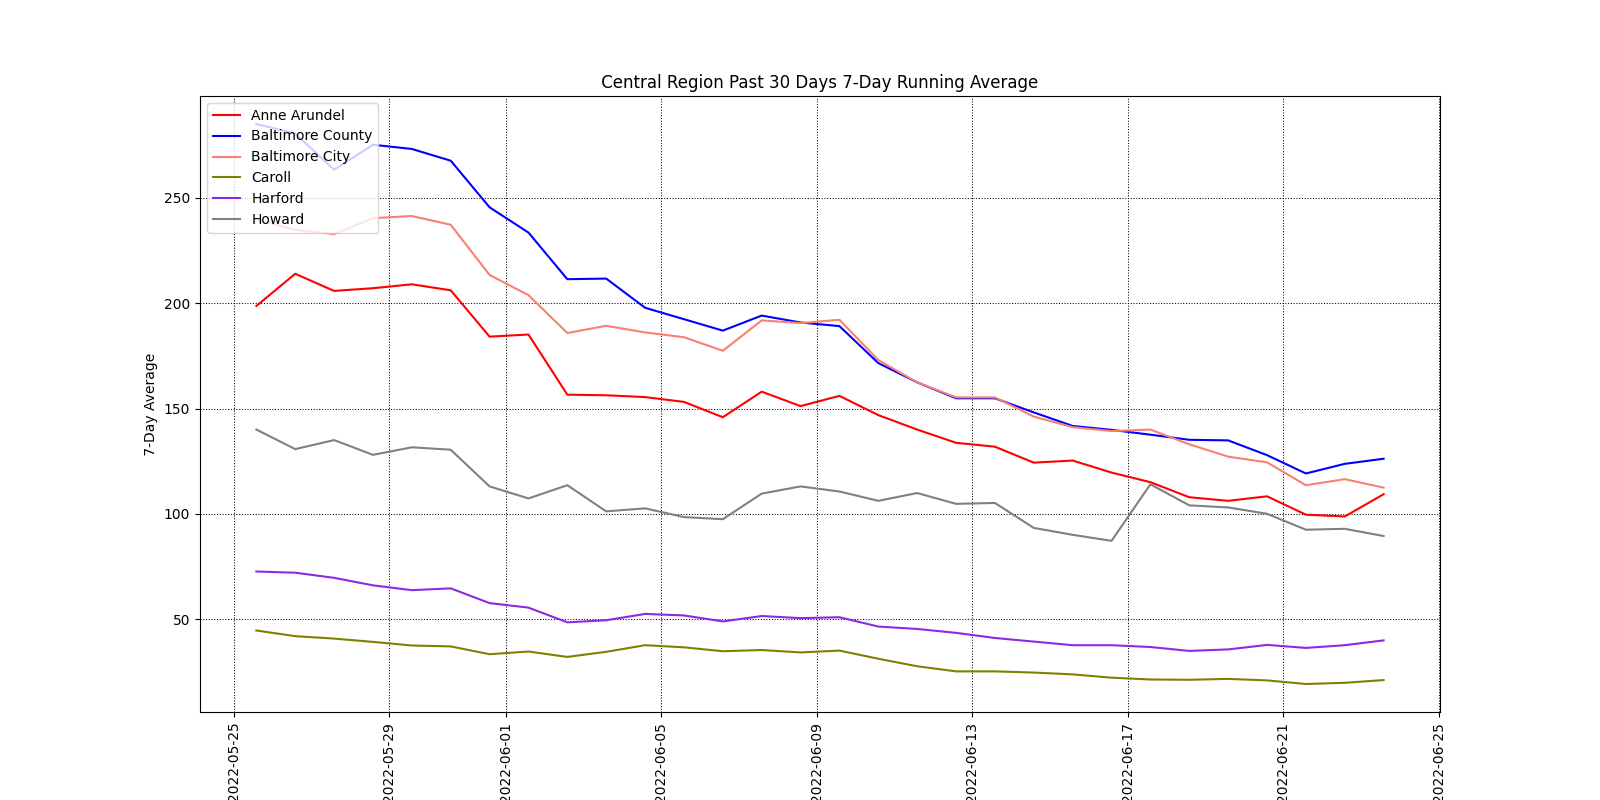 Central Region Past 30 Days 7-Day Running Average
Anne Arundel
Baltimore County
Baltimore City
Caroll
Harford
Howard
7-Day Average
250
200
150
100
50
2022-05-25
2022-05-29
2022-06-01
2022-06-05
2022-06-09
2022-06-13
2022-06-17
2022-06-21
2022-06-25